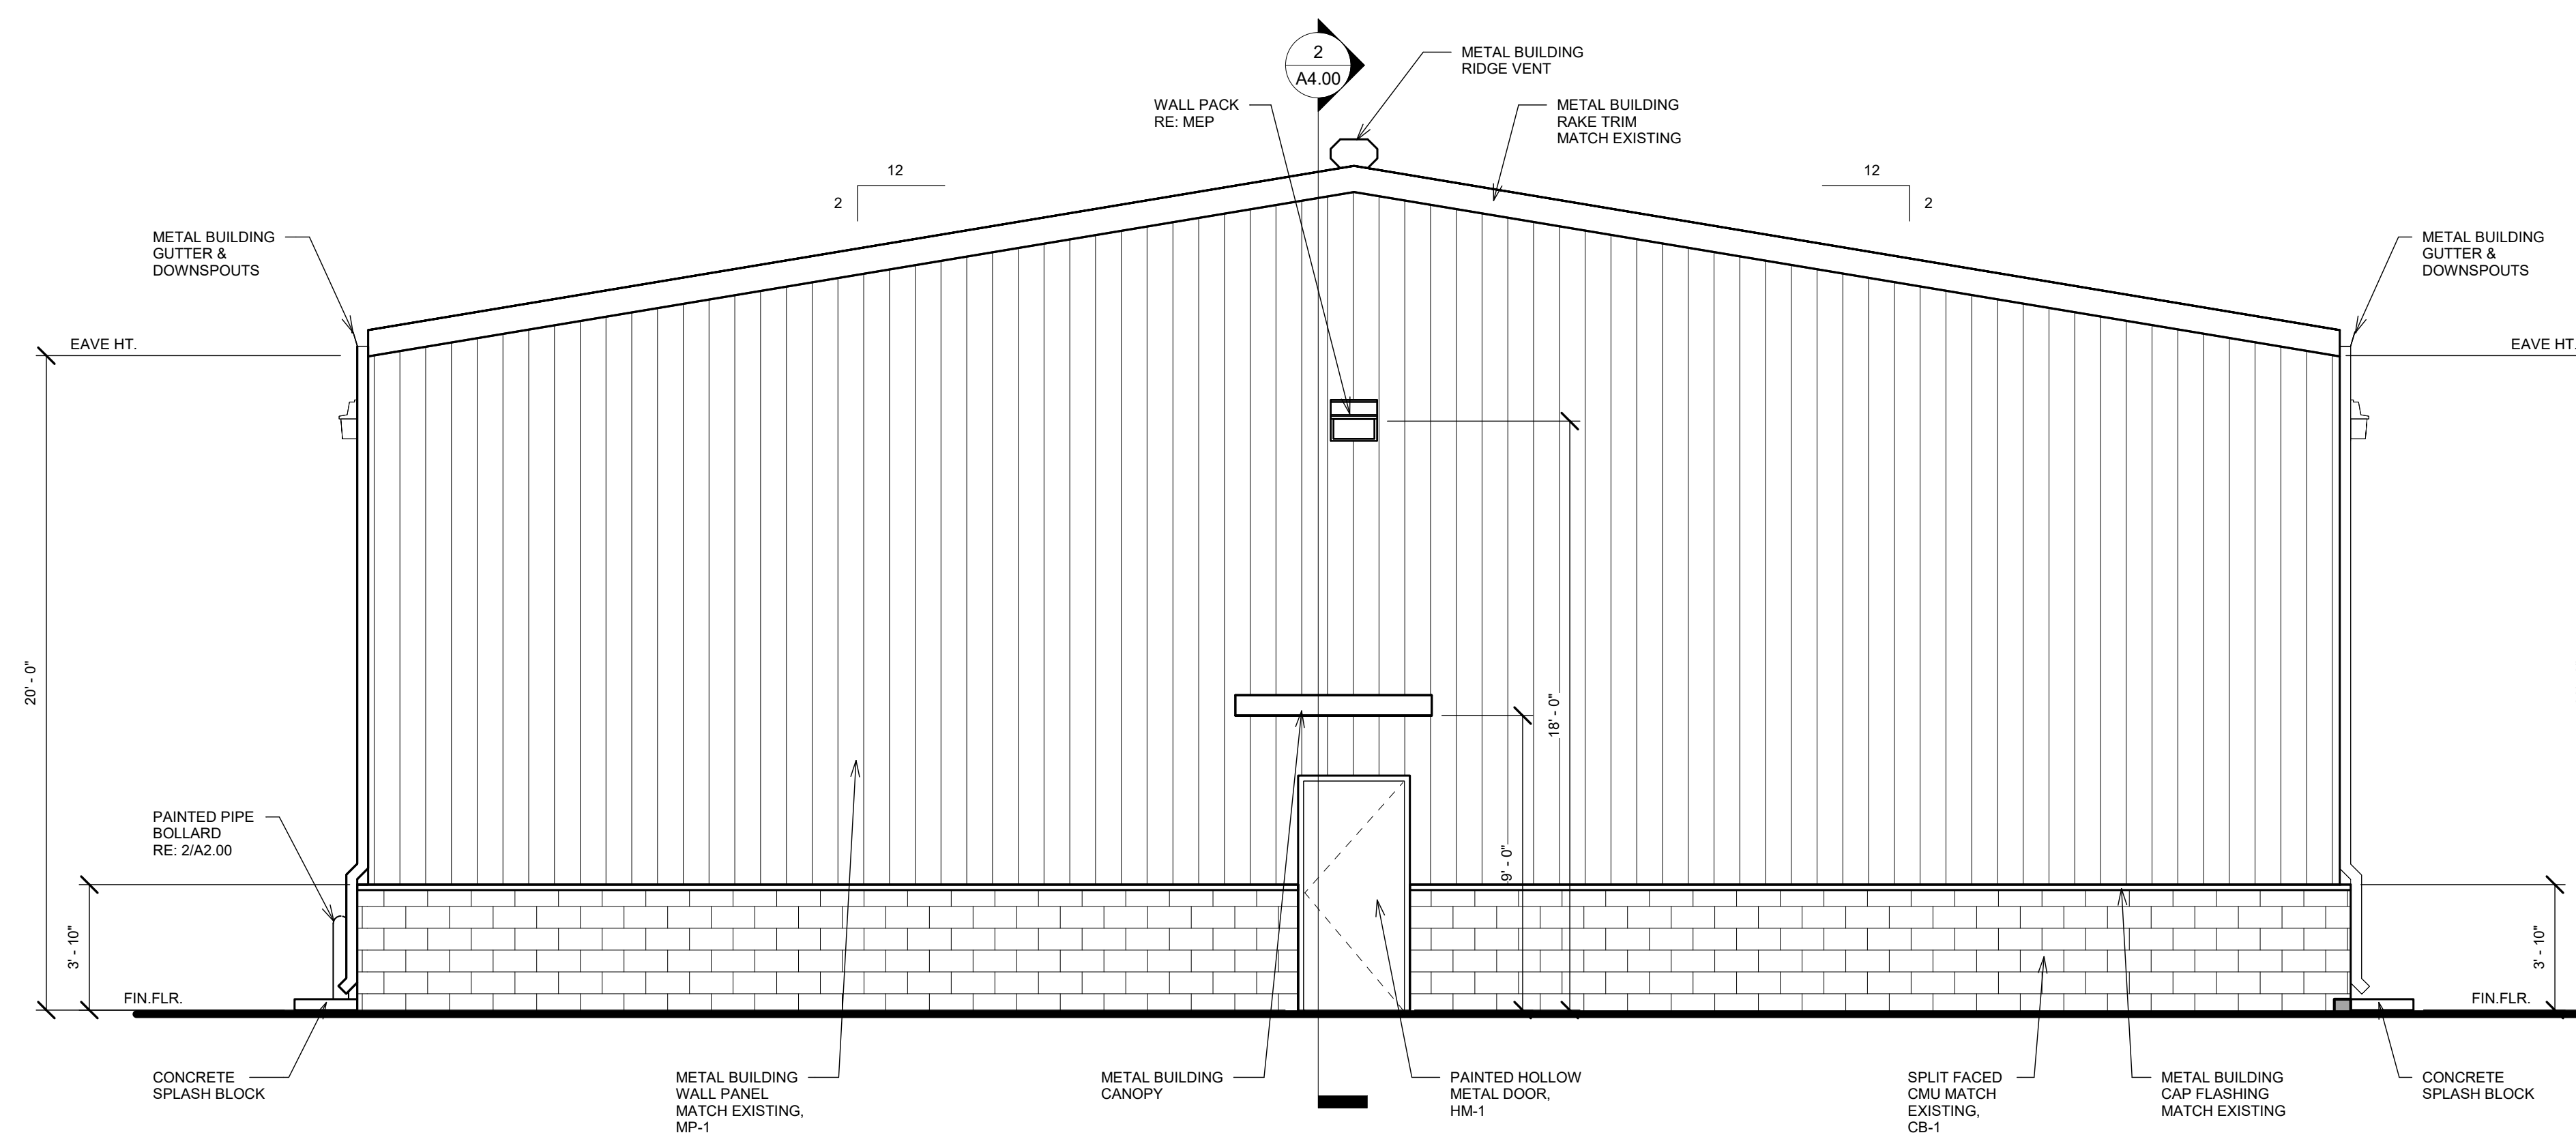 2
A4.00
METAL BUILDING
RIDGE VENT
WALL PACK
RE: MEP
METAL BUILDING
RAKE TRIM
MATCH EXISTING
12
2
12
2
METAL BUILDING
GUTTER &
DOWNSPOUTS
METAL BUILDING
GUTTER &
DOWNSPOUTS
EAVE HT.
EAVE HT.
20' - 0"
18' - 0"
9' - 0"
PAINTED PIPE
BOLLARD
RE: 2/A2.00
3' - 10"
3' - 10"
FIN.FLR.
FIN.FLR.
CONCRETE
SPLASH BLOCK
METAL BUILDING
WALL PANEL
MATCH EXISTING,
MP-1
METAL BUILDING
CANOPY
PAINTED HOLLOW
METAL DOOR,
HM-1
SPLIT FACED
CMU MATCH
EXISTING,
CB-1
METAL BUILDING
CAP FLASHING
MATCH EXISTING
CONCRETE
SPLASH BLOCK